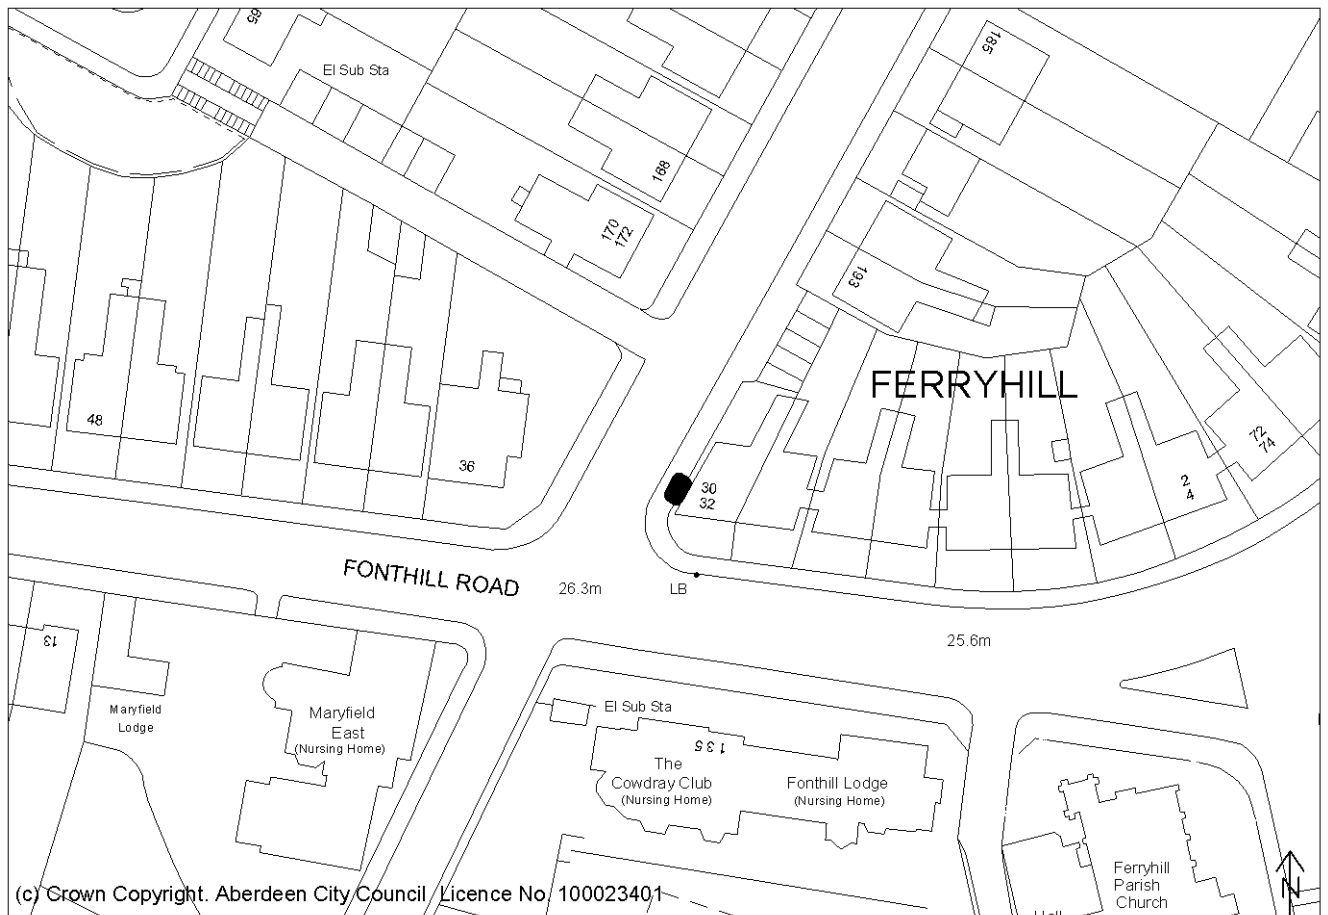 65
El Sub Sta
185
168
170
172
193
FERRYHILL
48
36
72
74
2
4
30
32
FONTHILL ROAD
26.3m
LB
25.6m
13
Maryfield
Lodge
Maryfield
East
(Nursing Home)
El Sub Sta
135
The
Cowdray Club
(Nursing Home)
Fonthill Lodge
(Nursing Home)
Ferryhill
Parish
Church
Hall
N
(c) Crown Copyright. Aberdeen City Council Licence No. 100023401